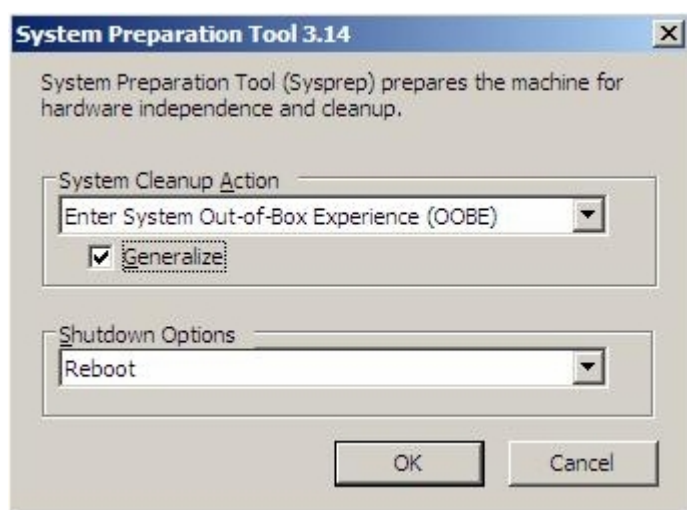 System Preparation Tool 3.14
System Preparation Tool (Sysprep) prepares the machine for
hardware independence and cleanup.
System Cleanup Action
Enter System Out-of-Box Experience (OOBE)
Generalize
Shutdown Options
Reboot
OK
Cancel